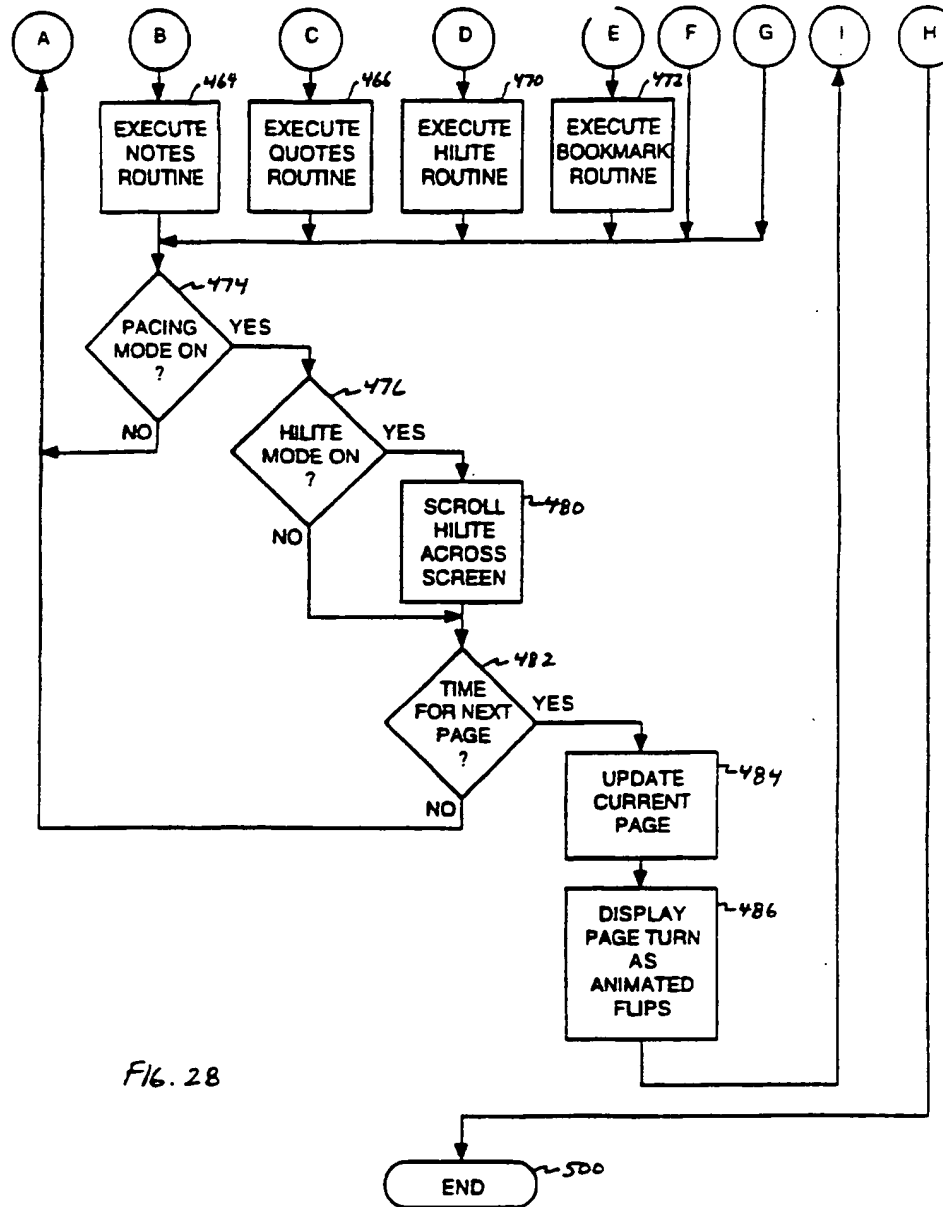 A B C D E F G I H
464 466 470 472
EXECUTE
NOTES
ROUTINE
EXECUTE
QUOTES
ROUTINE
EXECUTE
HILITE
ROUTINE
EXECUTE
BOOKMARK
ROUTINE
474
PACING
MODE ON
?
YES
NO
476
HILITE
MODE ON
?
YES
NO
480
SCROLL
HILITE
ACROSS
SCREEN
482
TIME
FOR NEXT
PAGE
?
YES
NO
484
UPDATE
CURRENT
PAGE
486
DISPLAY
PAGE TURN
AS
ANIMATED
FLIPS
FIG. 28
500
END